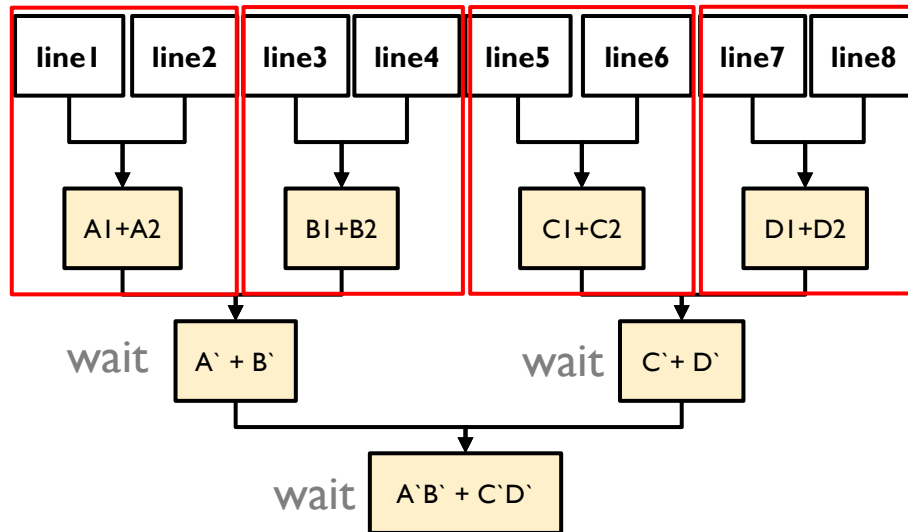 line1 line2 line3 line4 line5 line6 line7 line8
A1+A2 B1+B2 C1+C2 D1+D2
wait A` + B` wait C`+ D`
wait A`B` + C`D`